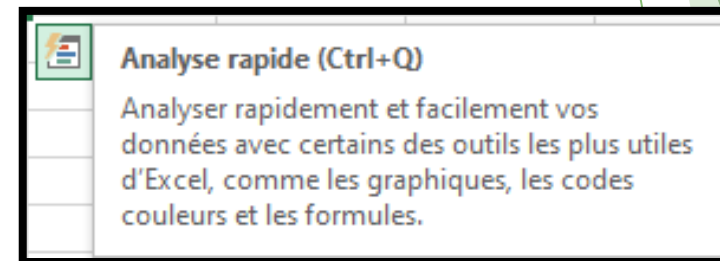 Analyse rapide (Ctrl+Q)
Analyser rapidement et facilement vos
données avec certains des outils les plus utiles
d'Excel, comme les graphiques, les codes
couleurs et les formules.